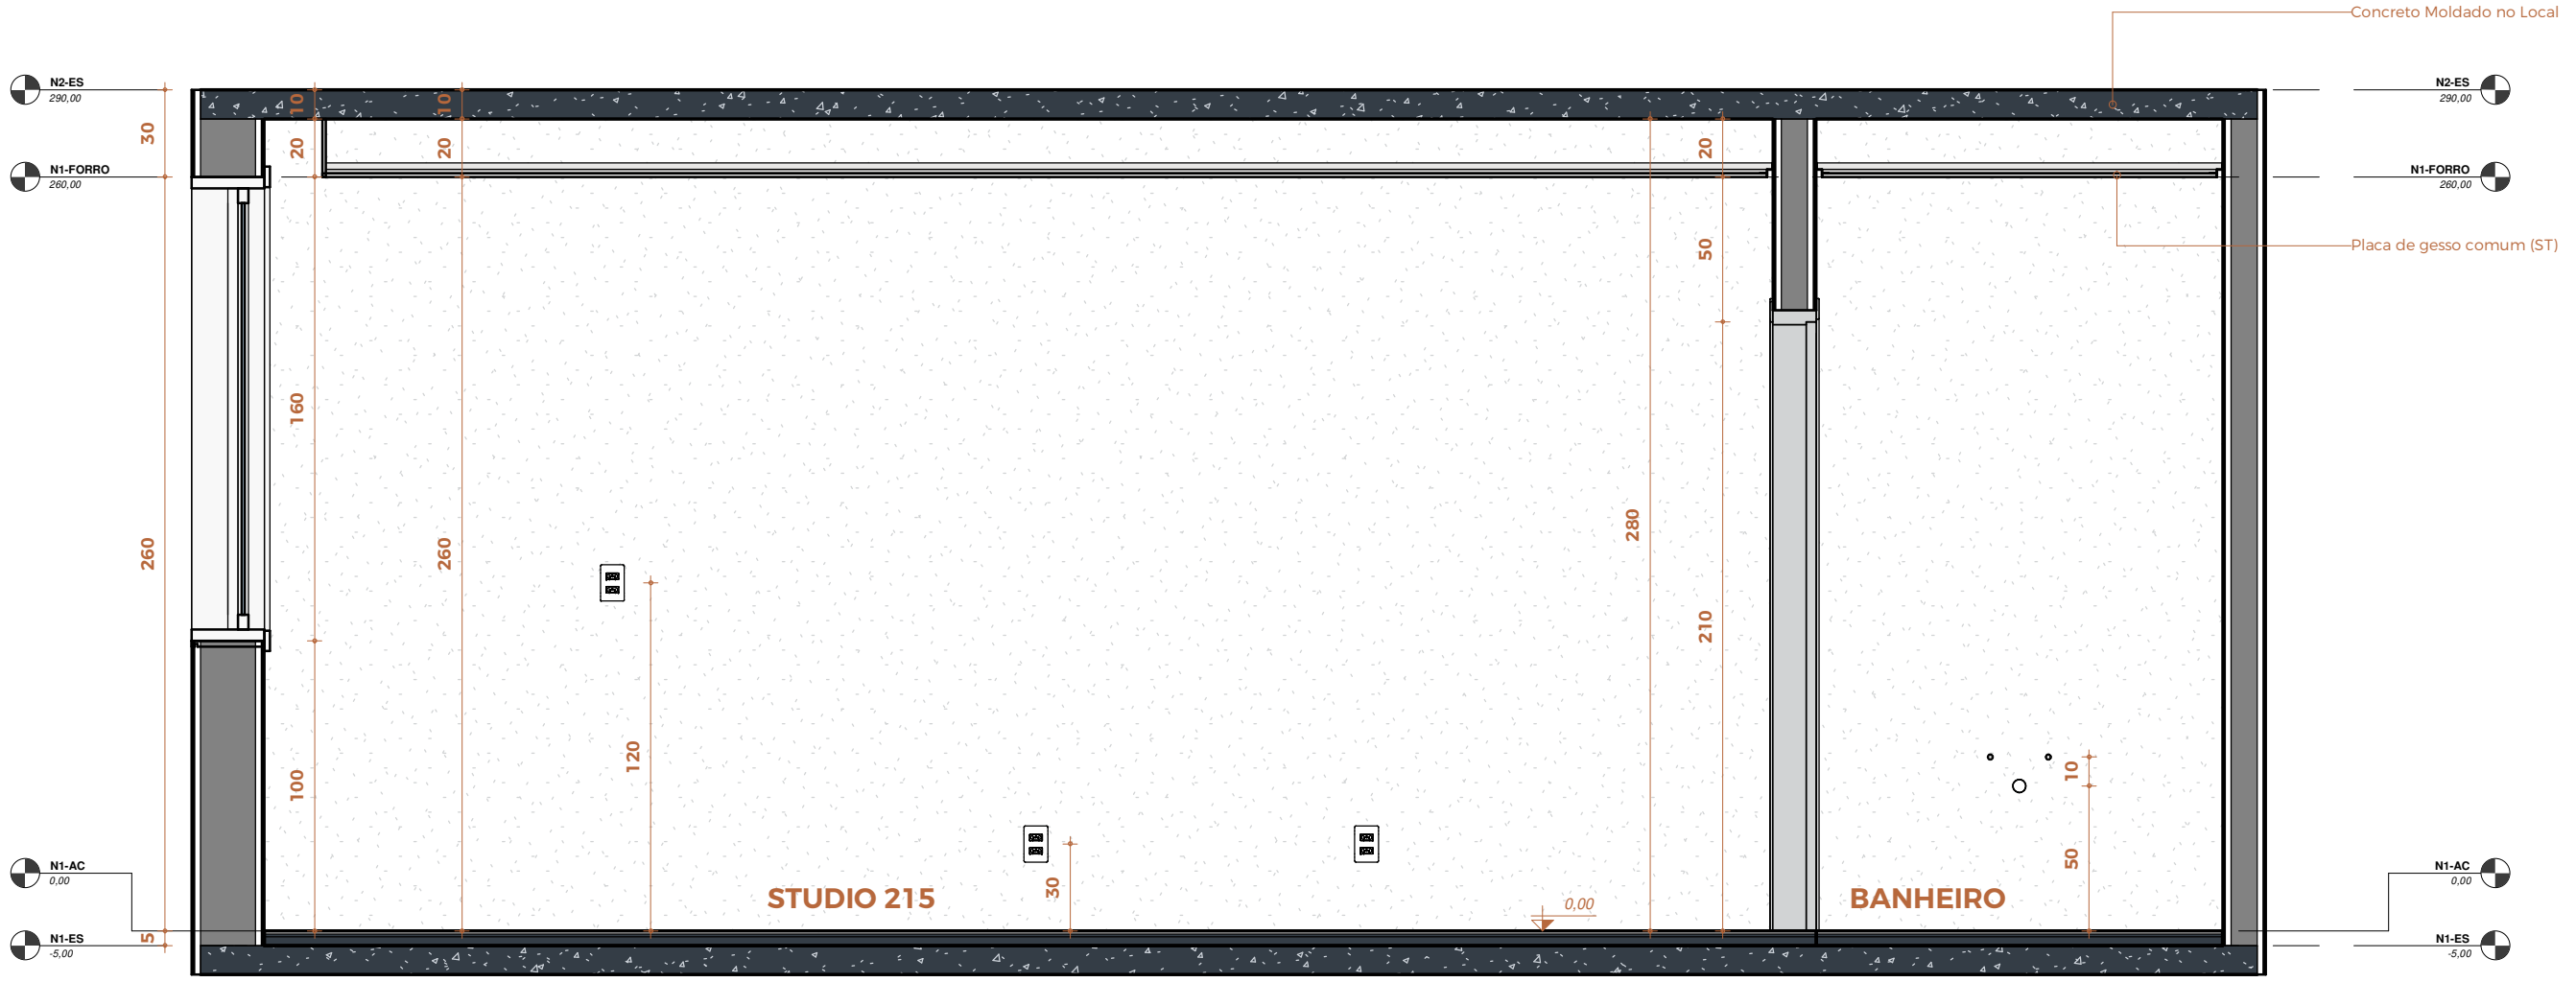 Concreto Moldado no Local
N2-ES
290,00
N2-ES
290,00
10
10
30
20
20
20
N1-FORRO
260,00
N1-FORRO
260,00
Placa de gesso comum (ST)
50
160
260
260
280
210
120
100
10
50
30
N1-AC
0,00
N1-AC
0,00
STUDIO 215
BANHEIRO
0,00
5
N1-ES
-5,00
N1-ES
-5,00